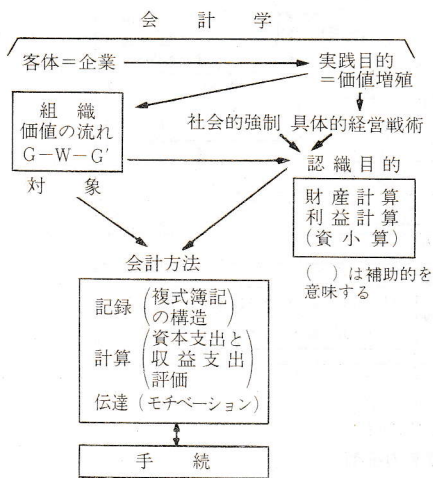 会計学
客体＝企業
実践目的
＝価値増殖
組織
価値の流れ
G－W－G′
対象
社会的強制 具体的経営戦術
認織目的
財産計算
利益計算
(資小算)
( )は補助的を
意味する
会計方法
記録(複式簿記の構造)
計算(資本支出と収益支出評価)
伝達(モチベーション)
手続